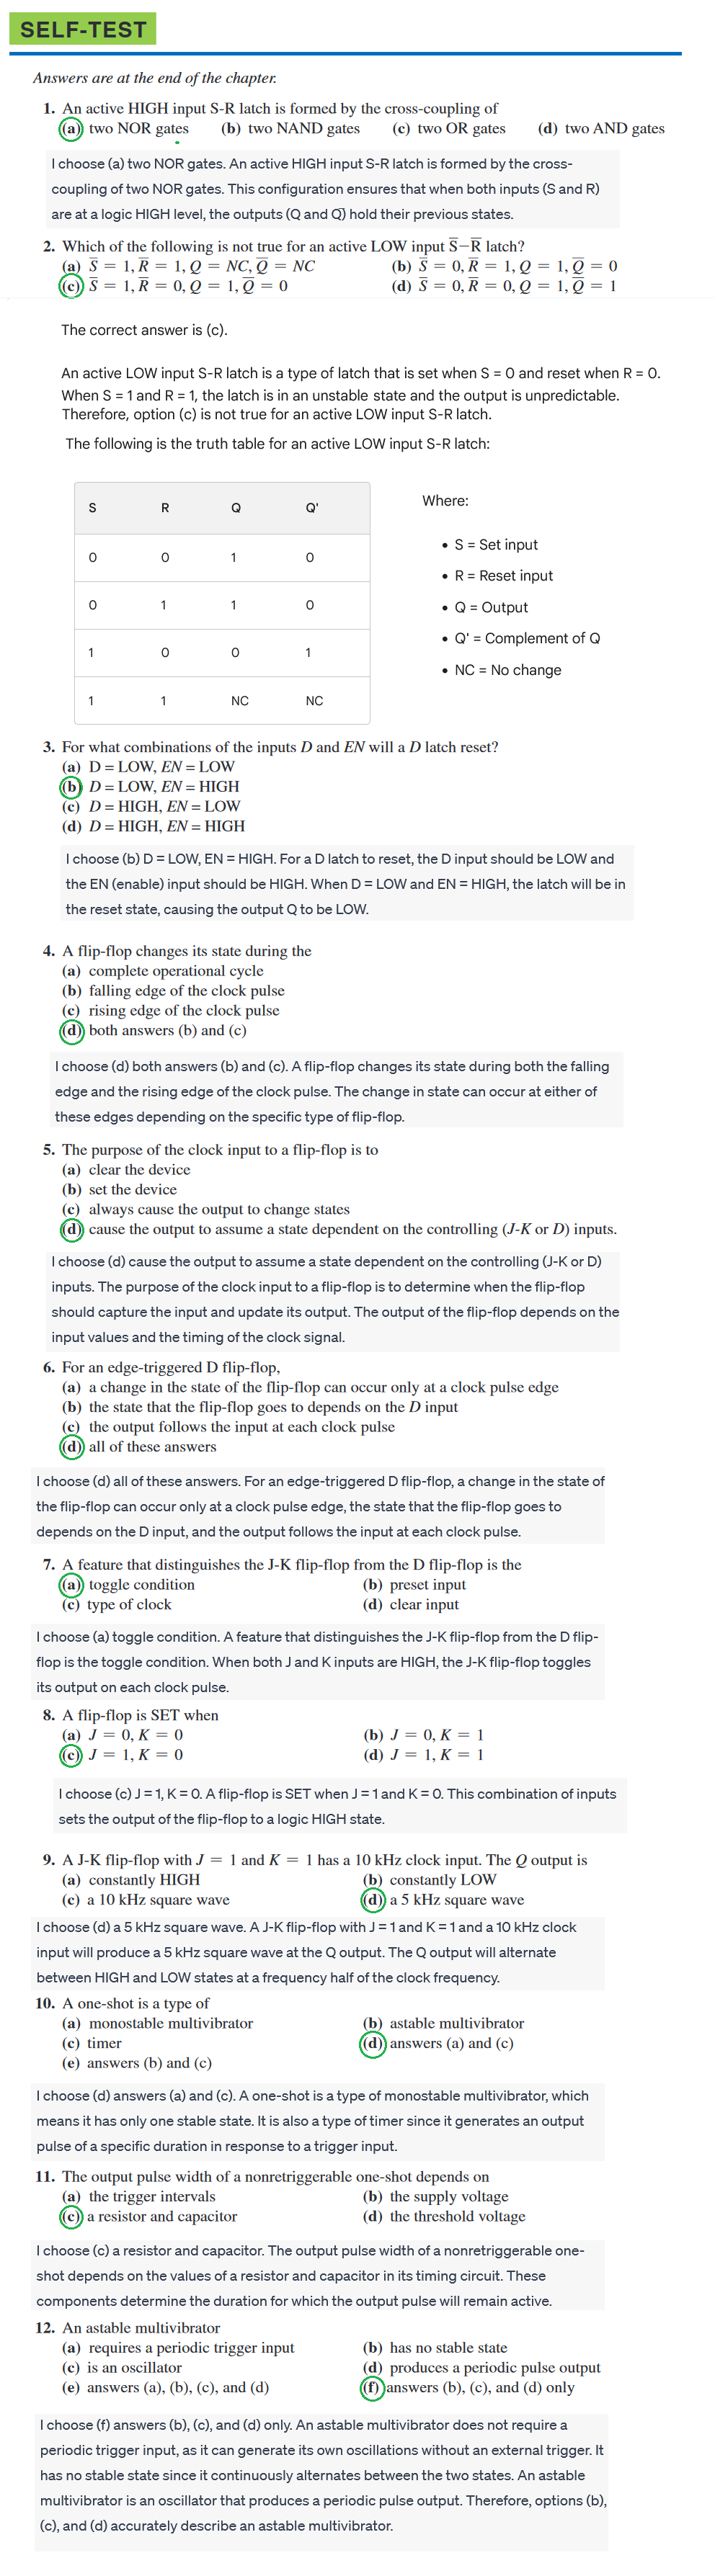 SELF-TEST
Answers are at the end of the chapter.
1. An active HIGH input S-R latch is formed by the cross-coupling of
(a) two NOR gates (b) two NAND gates (c) two OR gates (d) two AND gates
I choose (a) two NOR gates. An active HIGH input S-R latch is formed by the cross-
coupling of two NOR gates. This configuration ensures that when both inputs (S and R)
are at a logic HIGH level, the outputs (Q and Q̅) hold their previous states.
2. Which of the following is not true for an active LOW input S̅–R̅ latch?
(a) S̅ = 1, R̅ = 1, Q = NC, Q̅ = NC (b) S̅ = 0, R̅ = 1, Q = 1, Q̅ = 0
(c) S̅ = 1, R̅ = 0, Q = 1, Q̅ = 0 (d) S̅ = 0, R̅ = 0, Q = 1, Q̅ = 1
The correct answer is (c).
An active LOW input S-R latch is a type of latch that is set when S = 0 and reset when R = 0.
When S = 1 and R = 1, the latch is in an unstable state and the output is unpredictable.
Therefore, option (c) is not true for an active LOW input S-R latch.
The following is the truth table for an active LOW input S-R latch:
S R Q Q'
0 0 1 0
0 1 1 0
1 0 0 1
1 1 NC NC
Where:
• S = Set input
• R = Reset input
• Q = Output
• Q' = Complement of Q
• NC = No change
3. For what combinations of the inputs D and EN will a D latch reset?
(a) D = LOW, EN = LOW
(b) D = LOW, EN = HIGH
(c) D = HIGH, EN = LOW
(d) D = HIGH, EN = HIGH
I choose (b) D = LOW, EN = HIGH. For a D latch to reset, the D input should be LOW and
the EN (enable) input should be HIGH. When D = LOW and EN = HIGH, the latch will be in
the reset state, causing the output Q to be LOW.
4. A flip-flop changes its state during the
(a) complete operational cycle
(b) falling edge of the clock pulse
(c) rising edge of the clock pulse
(d) both answers (b) and (c)
I choose (d) both answers (b) and (c). A flip-flop changes its state during both the falling
edge and the rising edge of the clock pulse. The change in state can occur at either of
these edges depending on the specific type of flip-flop.
5. The purpose of the clock input to a flip-flop is to
(a) clear the device
(b) set the device
(c) always cause the output to change states
(d) cause the output to assume a state dependent on the controlling (J-K or D) inputs.
I choose (d) cause the output to assume a state dependent on the controlling (J-K or D)
inputs. The purpose of the clock input to a flip-flop is to determine when the flip-flop
should capture the input and update its output. The output of the flip-flop depends on the
input values and the timing of the clock signal.
6. For an edge-triggered D flip-flop,
(a) a change in the state of the flip-flop can occur only at a clock pulse edge
(b) the state that the flip-flop goes to depends on the D input
(c) the output follows the input at each clock pulse
(d) all of these answers
I choose (d) all of these answers. For an edge-triggered D flip-flop, a change in the state of
the flip-flop can occur only at a clock pulse edge, the state that the flip-flop goes to
depends on the D input, and the output follows the input at each clock pulse.
7. A feature that distinguishes the J-K flip-flop from the D flip-flop is the
(a) toggle condition (b) preset input
(c) type of clock (d) clear input
I choose (a) toggle condition. A feature that distinguishes the J-K flip-flop from the D flip-
flop is the toggle condition. When both J and K inputs are HIGH, the J-K flip-flop toggles
its output on each clock pulse.
8. A flip-flop is SET when
(a) J = 0, K = 0 (b) J = 0, K = 1
(c) J = 1, K = 0 (d) J = 1, K = 1
I choose (c) J = 1, K = 0. A flip-flop is SET when J = 1 and K = 0. This combination of inputs
sets the output of the flip-flop to a logic HIGH state.
9. A J-K flip-flop with J = 1 and K = 1 has a 10 kHz clock input. The Q output is
(a) constantly HIGH (b) constantly LOW
(c) a 10 kHz square wave (d) a 5 kHz square wave
I choose (d) a 5 kHz square wave. A J-K flip-flop with J = 1 and K = 1 and a 10 kHz clock
input will produce a 5 kHz square wave at the Q output. The Q output will alternate
between HIGH and LOW states at a frequency half of the clock frequency.
10. A one-shot is a type of
(a) monostable multivibrator (b) astable multivibrator
(c) timer (d) answers (a) and (c)
(e) answers (b) and (c)
I choose (d) answers (a) and (c). A one-shot is a type of monostable multivibrator, which
means it has only one stable state. It is also a type of timer since it generates an output
pulse of a specific duration in response to a trigger input.
11. The output pulse width of a nonretriggerable one-shot depends on
(a) the trigger intervals (b) the supply voltage
(c) a resistor and capacitor (d) the threshold voltage
I choose (c) a resistor and capacitor. The output pulse width of a nonretriggerable one-
shot depends on the values of a resistor and capacitor in its timing circuit. These
components determine the duration for which the output pulse will remain active.
12. An astable multivibrator
(a) requires a periodic trigger input (b) has no stable state
(c) is an oscillator (d) produces a periodic pulse output
(e) answers (a), (b), (c), and (d) (f) answers (b), (c), and (d) only
I choose (f) answers (b), (c), and (d) only. An astable multivibrator does not require a
periodic trigger input, as it can generate its own oscillations without an external trigger. It
has no stable state since it continuously alternates between the two states. An astable
multivibrator is an oscillator that produces a periodic pulse output. Therefore, options (b),
(c), and (d) accurately describe an astable multivibrator.